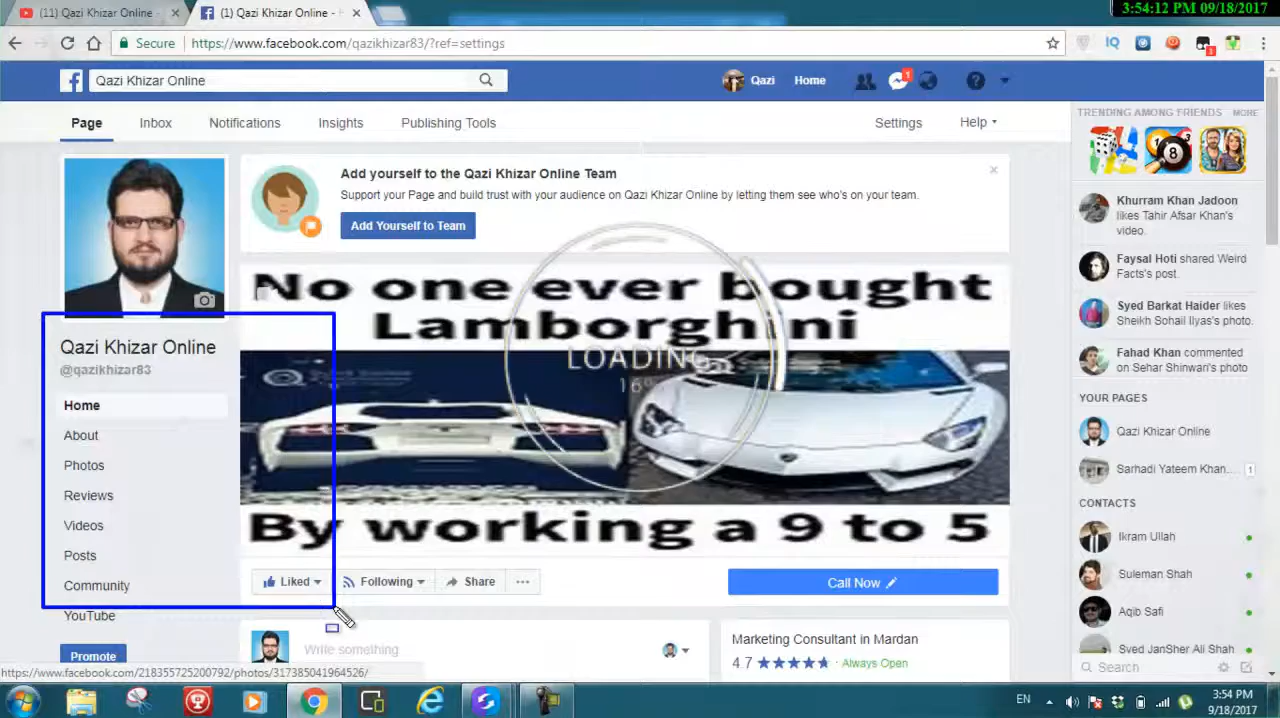 3:54:12 PM 09/18/2017
(11) Qazi Khizar Online -
(1) Qazi Khizar Online -
Secure
https://www.facebook.com/qazikhizar83/?ref=settings
IQ
3
Qazi Khizar Online
Qazi
Home
1
Page
Inbox
Notifications
Insights
Publishing Tools
Settings
Help
TRENDING AMONG FRIENDS
MORE
Add yourself to the Qazi Khizar Online Team
Support your Page and build trust with your audience on Qazi Khizar Online by letting them see who's on your team.
Add Yourself to Team
No one ever bought
Lamborghini
LOADING
16%
By working a 9 to 5
Qazi Khizar Online
@qazikhizar83
Home
About
Photos
Reviews
Videos
Posts
Community
YouTube
Promote
Liked
Following
Share
Call Now
Write something
Marketing Consultant in Mardan
4.7
Always Open
Khurram Khan Jadoon
likes Tahir Afsar Khan's
video.
Faysal Hoti shared Weird
Facts's post.
Syed Barkat Haider likes
Sheikh Sohail Ilyas's photo.
Fahad Khan commented
on Sehar Shinwari's photo
YOUR PAGES
Qazi Khizar Online
Sarhadi Yateem Khan...
1
CONTACTS
Ikram Ullah
Suleman Shah
Aqib Safi
Syed JanSher Ali Shah
Search
https://www.facebook.com/218355725200792/photos/317385041964526/
EN
3:54 PM
9/18/2017